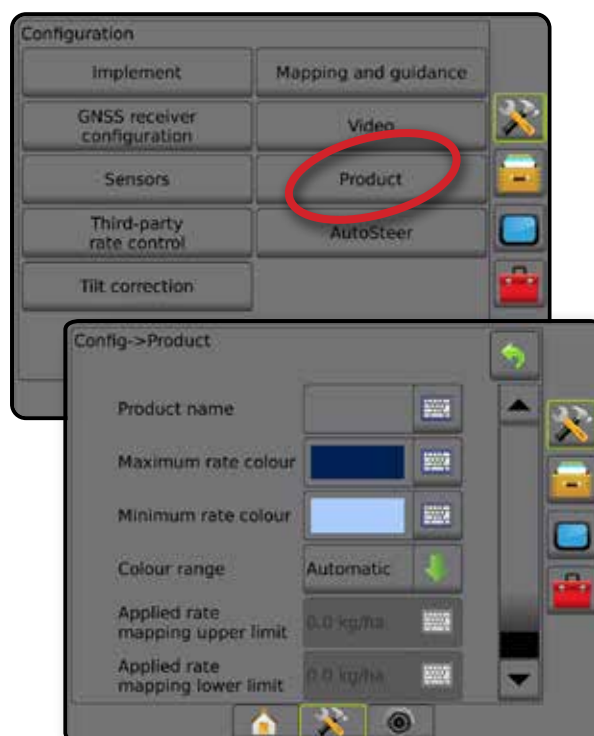 Configuration
Implement
Mapping and guidance
GNSS receiver
configuration
Video
Sensors
Product
Third-party
rate control
AutoSteer
Tilt correction
Config->Product
Product name
Maximum rate colour
Minimum rate colour
Colour range
Automatic
Applied rate
mapping upper limit
0.0 kg/ha
Applied rate
mapping lower limit
0.0 kg/ha